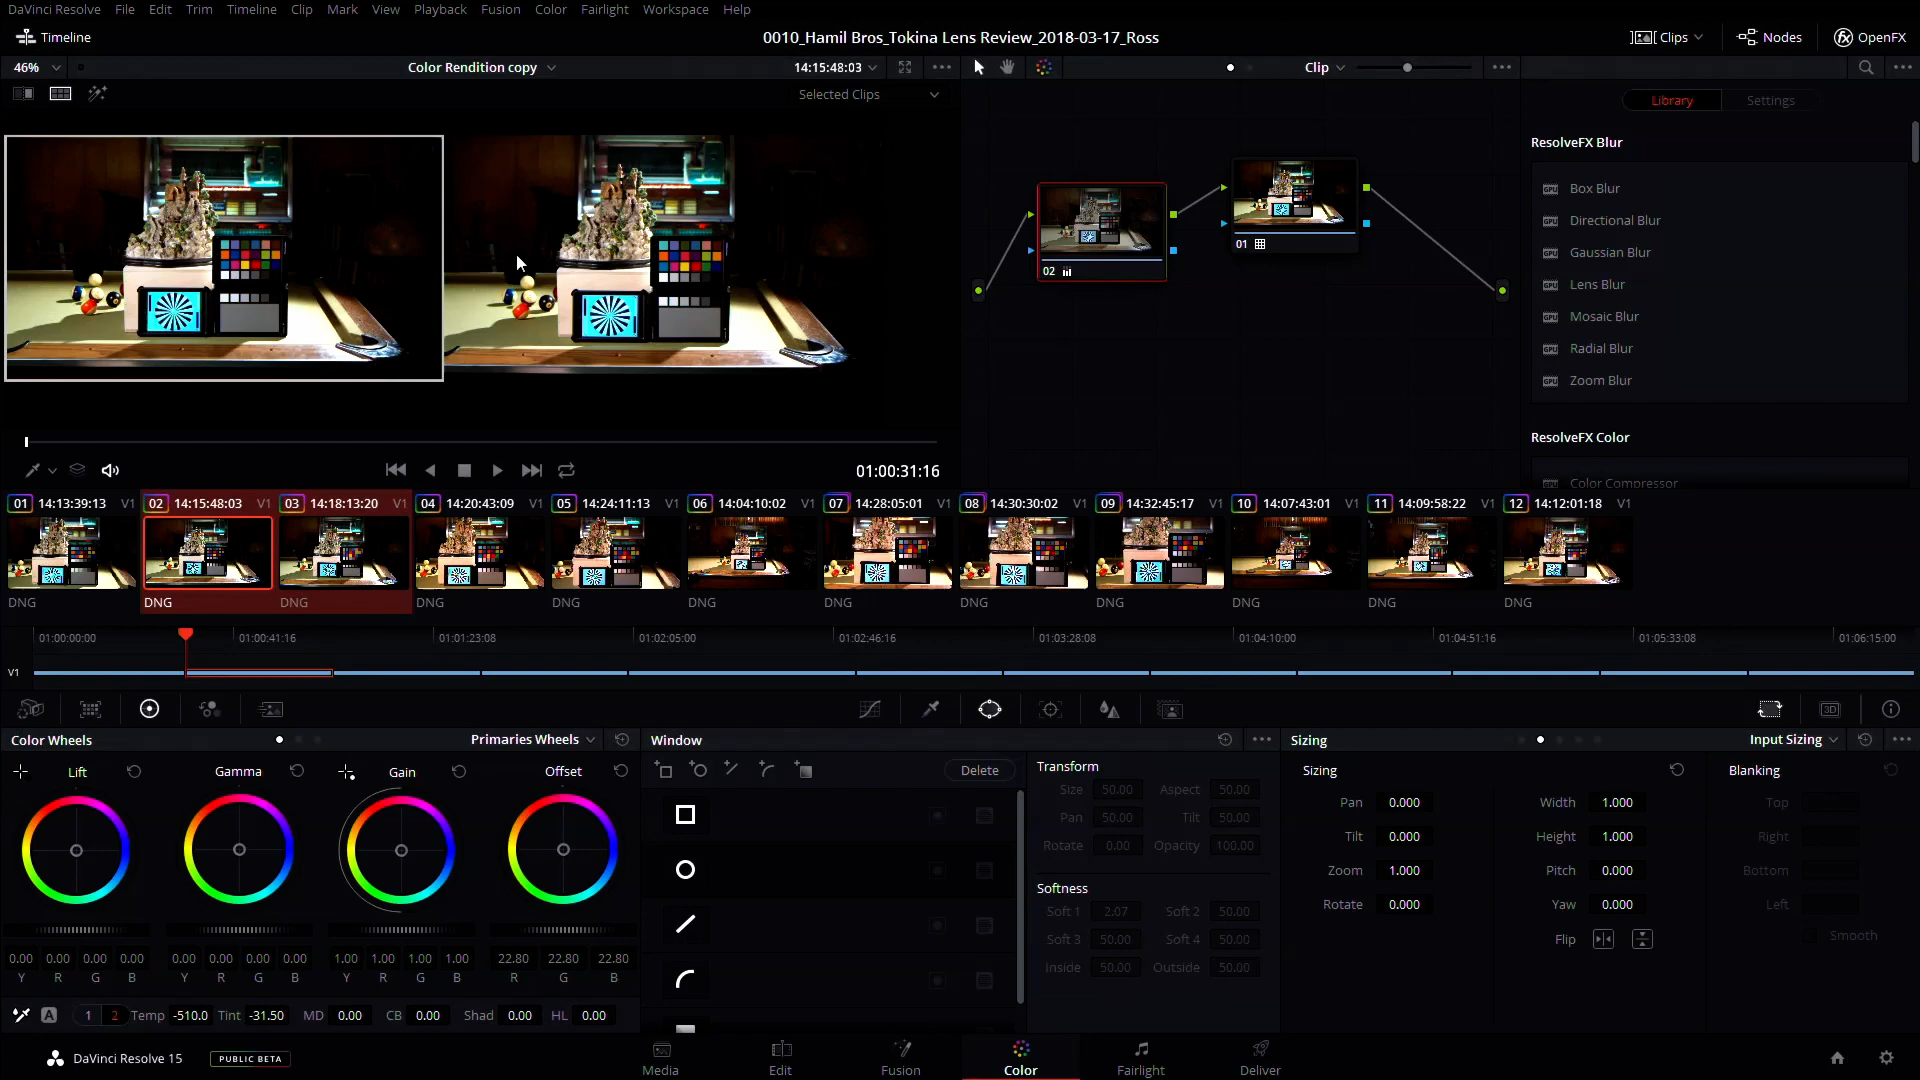 DaVinci Resolve File Edit Trim Timeline Clip Mark View Playback Fusion Color Fairlight Workspace Help
Timeline
0010_Hamil Bros_Tokina Lens Review_2018-03-17_Ross
Clips Nodes fx OpenFX
46% Color Rendition copy 14:15:48:03 Clip
Selected Clips
Library Settings
ResolveFX Blur
GPU Box Blur
GPU Directional Blur
GPU Gaussian Blur
GPU Lens Blur
GPU Mosaic Blur
GPU Radial Blur
GPU Zoom Blur
ResolveFX Color
GPU Color Compressor
02
01
01:00:31:16
01 14:13:39:13 V1 02 14:15:48:03 V1 03 14:18:13:20 V1 04 14:20:43:09 V1 05 14:24:11:13 V1 06 14:04:10:02 V1 07 14:28:05:01 V1 08 14:30:30:02 V1 09 14:32:45:17 V1 10 14:07:43:01 V1 11 14:09:58:22 V1 12 14:12:01:18 V1
DNG DNG DNG DNG DNG DNG DNG DNG DNG DNG DNG DNG
01:00:00:00 01:00:41:16 01:01:23:08 01:02:05:00 01:02:46:16 01:03:28:08 01:04:10:00 01:04:51:16 01:05:33:08 01:06:15:00
V1
3D
Color Wheels Primaries Wheels Window Sizing Input Sizing
Lift Gamma Gain Offset
Delete
Transform
Size 50.00 Aspect 50.00
Pan 50.00 Tilt 50.00
Rotate 0.00 Opacity 100.00
Softness
Soft 1 2.07 Soft 2 50.00
Soft 3 50.00 Soft 4 50.00
Inside 50.00 Outside 50.00
Sizing Blanking
Pan 0.000 Width 1.000 Top
Tilt 0.000 Height 1.000 Right
Zoom 1.000 Pitch 0.000 Bottom
Rotate 0.000 Yaw 0.000 Left
Flip Smooth
0.00 0.00 0.00 0.00 0.00 0.00 0.00 0.00 1.00 1.00 1.00 1.00 22.80 22.80 22.80
Y R G B Y R G B Y R G B R G B
A 1 2 Temp -510.0 Tint -31.50 MD 0.00 CB 0.00 Shad 0.00 HL 0.00
DaVinci Resolve 15 PUBLIC BETA
Media Edit Fusion Color Fairlight Deliver